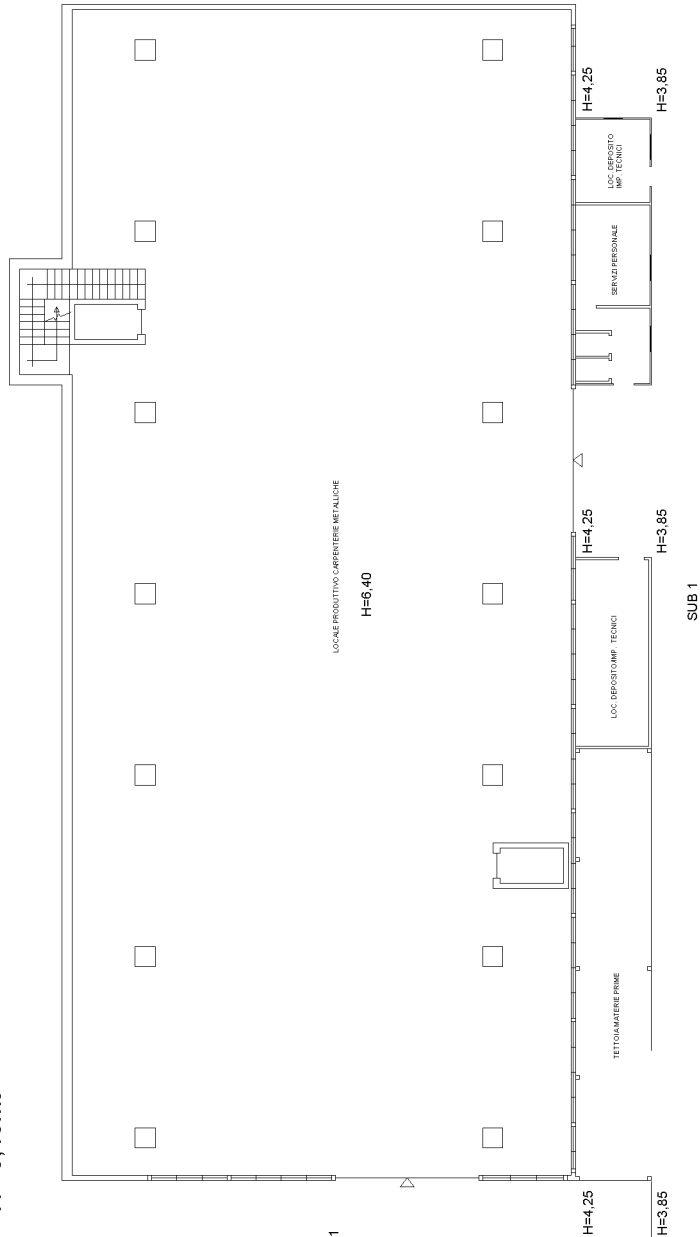 H=4,25
H=3,85
LOC. DEPOSITO
IMP. TECNICI
SERVIZI PERSONALE
LOCALE PRODUTTIVO CARPENTERIE METALLICHE
H=6,40
H=4,25
H=3,85
LOC. DEPOSITO/IMP. TECNICI
SUB 1
TETTOIA MATERIE PRIME
H=4,25
H=3,85
1